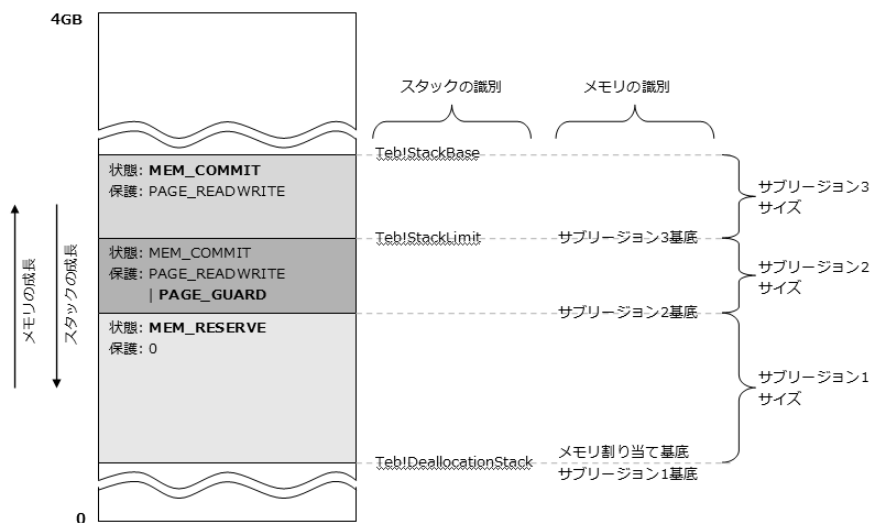 4GB
スタックの識別
メモリの識別
Teb!StackBase
状態: MEM_COMMIT
保護: PAGE_READWRITE
サブリージョン3
サイズ
Teb!StackLimit
サブリージョン3基底
状態: MEM_COMMIT
保護: PAGE_READWRITE
| PAGE_GUARD
サブリージョン2
サイズ
サブリージョン2基底
メモリの成長
スタックの成長
状態: MEM_RESERVE
保護: 0
サブリージョン1
サイズ
Teb!DeallocationStack
メモリ割り当て基底
サブリージョン1基底
0